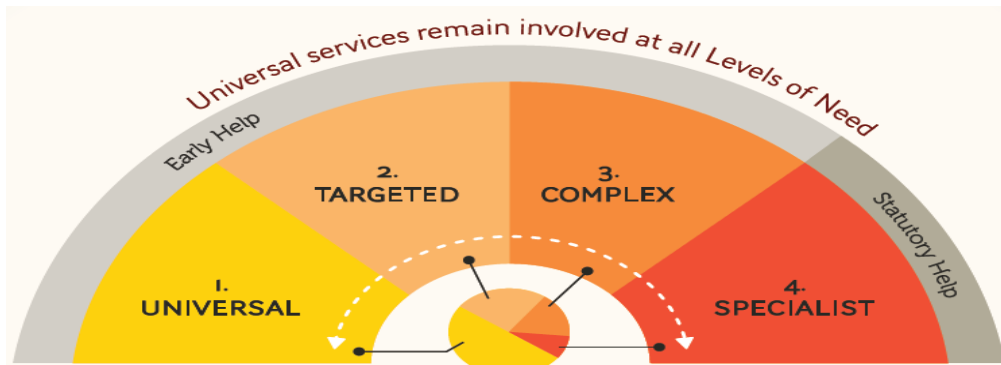 Universal services remain involved at all Levels of Need
Early Help
1.
UNIVERSAL
2.
TARGETED
3.
COMPLEX
4.
SPECIALIST
Statutory Help